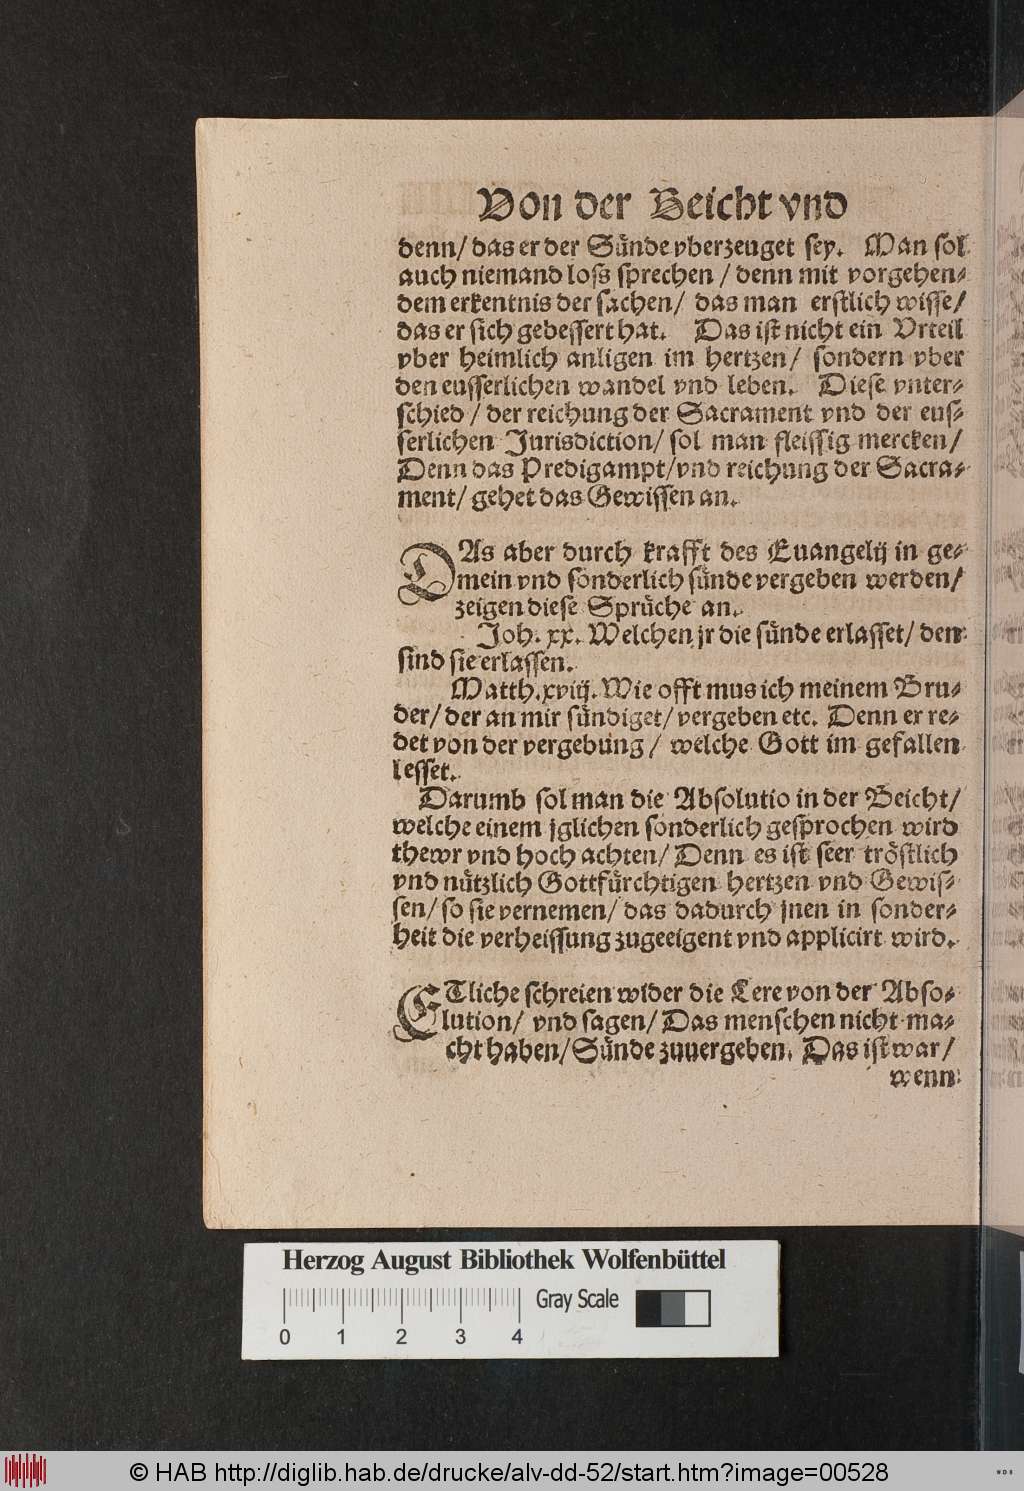 Von der Beicht vnd
denn/ das er der Sünde vberzeuget sey. Man sol
auch niemand loss sprechen / denn mit vorgehen-
dem erkentnis der sachen/ das man erstlich wisse/
das er sich gebessert hat. Das ist nicht ein Vrteil
vber heimlich anligen im hertzen/ sondern vber
den eusserlichen wandel vnd leben. Diese vnter-
schied / der reichung der Sacrament vnd der eus-
serlichen Jurisdiction/ sol man fleissig mercken/
Denn das Predigampt/ vnd reichung der Sacra-
ment/ gehet das Gewissen an.
DAs aber durch krafft des Euangelij in ge-
mein vnd sonderlich sünde vergeben werden/
zeigen diese Sprüche an.
Joh. xx. Welchen jr die sünde erlasset/ den
sind sie erlassen.
Matth. xviij. Wie offt mus ich meinem Bru-
der/ der an mir sündiget/ vergeben etc. Denn er re-
det von der vergebung / welche Gott im gefallen
lesset.
Darumb sol man die Absolutio in der Beicht/
welche einem jglichen sonderlich gesprochen wird
thewr vnd hoch achten/ Denn es ist seer tröstlich
vnd nützlich Gottfürchtigen hertzen vnd Gewis-
sen/ so sie vernemen/ das dadurch jnen in sonder-
heit die verheissung zugeeigent vnd applicirt wird.
ETliche schreien wider die Lere von der Abso-
lution/ vnd sagen/ Das menschen nicht ma-
cht haben/ Sünde zuuergeben. Das ist war/
wenn
Herzog August Bibliothek Wolfenbüttel
Gray Scale
0 1 2 3 4
© HAB http://diglib.hab.de/drucke/alv-dd-52/start.htm?image=00528